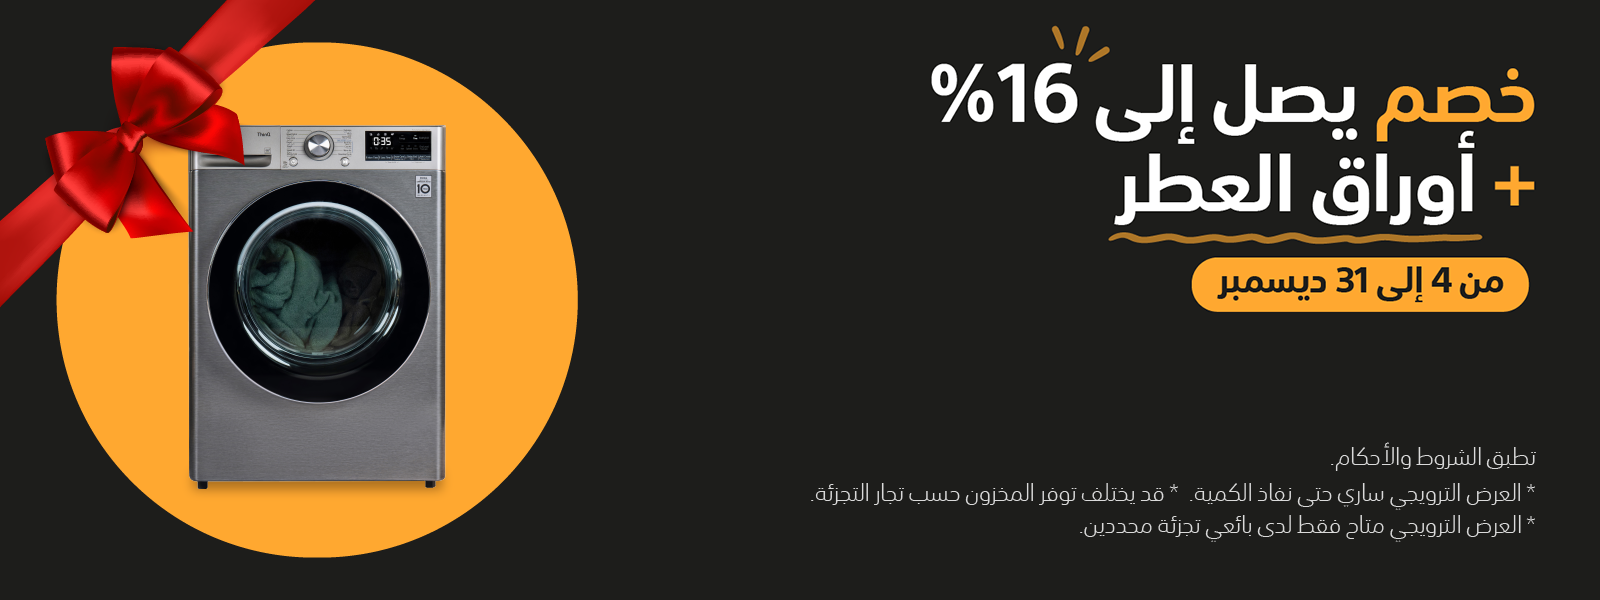 خصم يصل إلى 16%
+ أوراق العطر
من 4 إلى 31 ديسمبر
تطبق الشروط والأحكام.
* العرض الترويجي ساري حتى نفاذ الكمية. * قد يختلف توفر المخزون حسب تجار التجزئة.
* العرض الترويجي متاح فقط لدى بائعي تجزئة محددين.
ThinQ
0:35
10